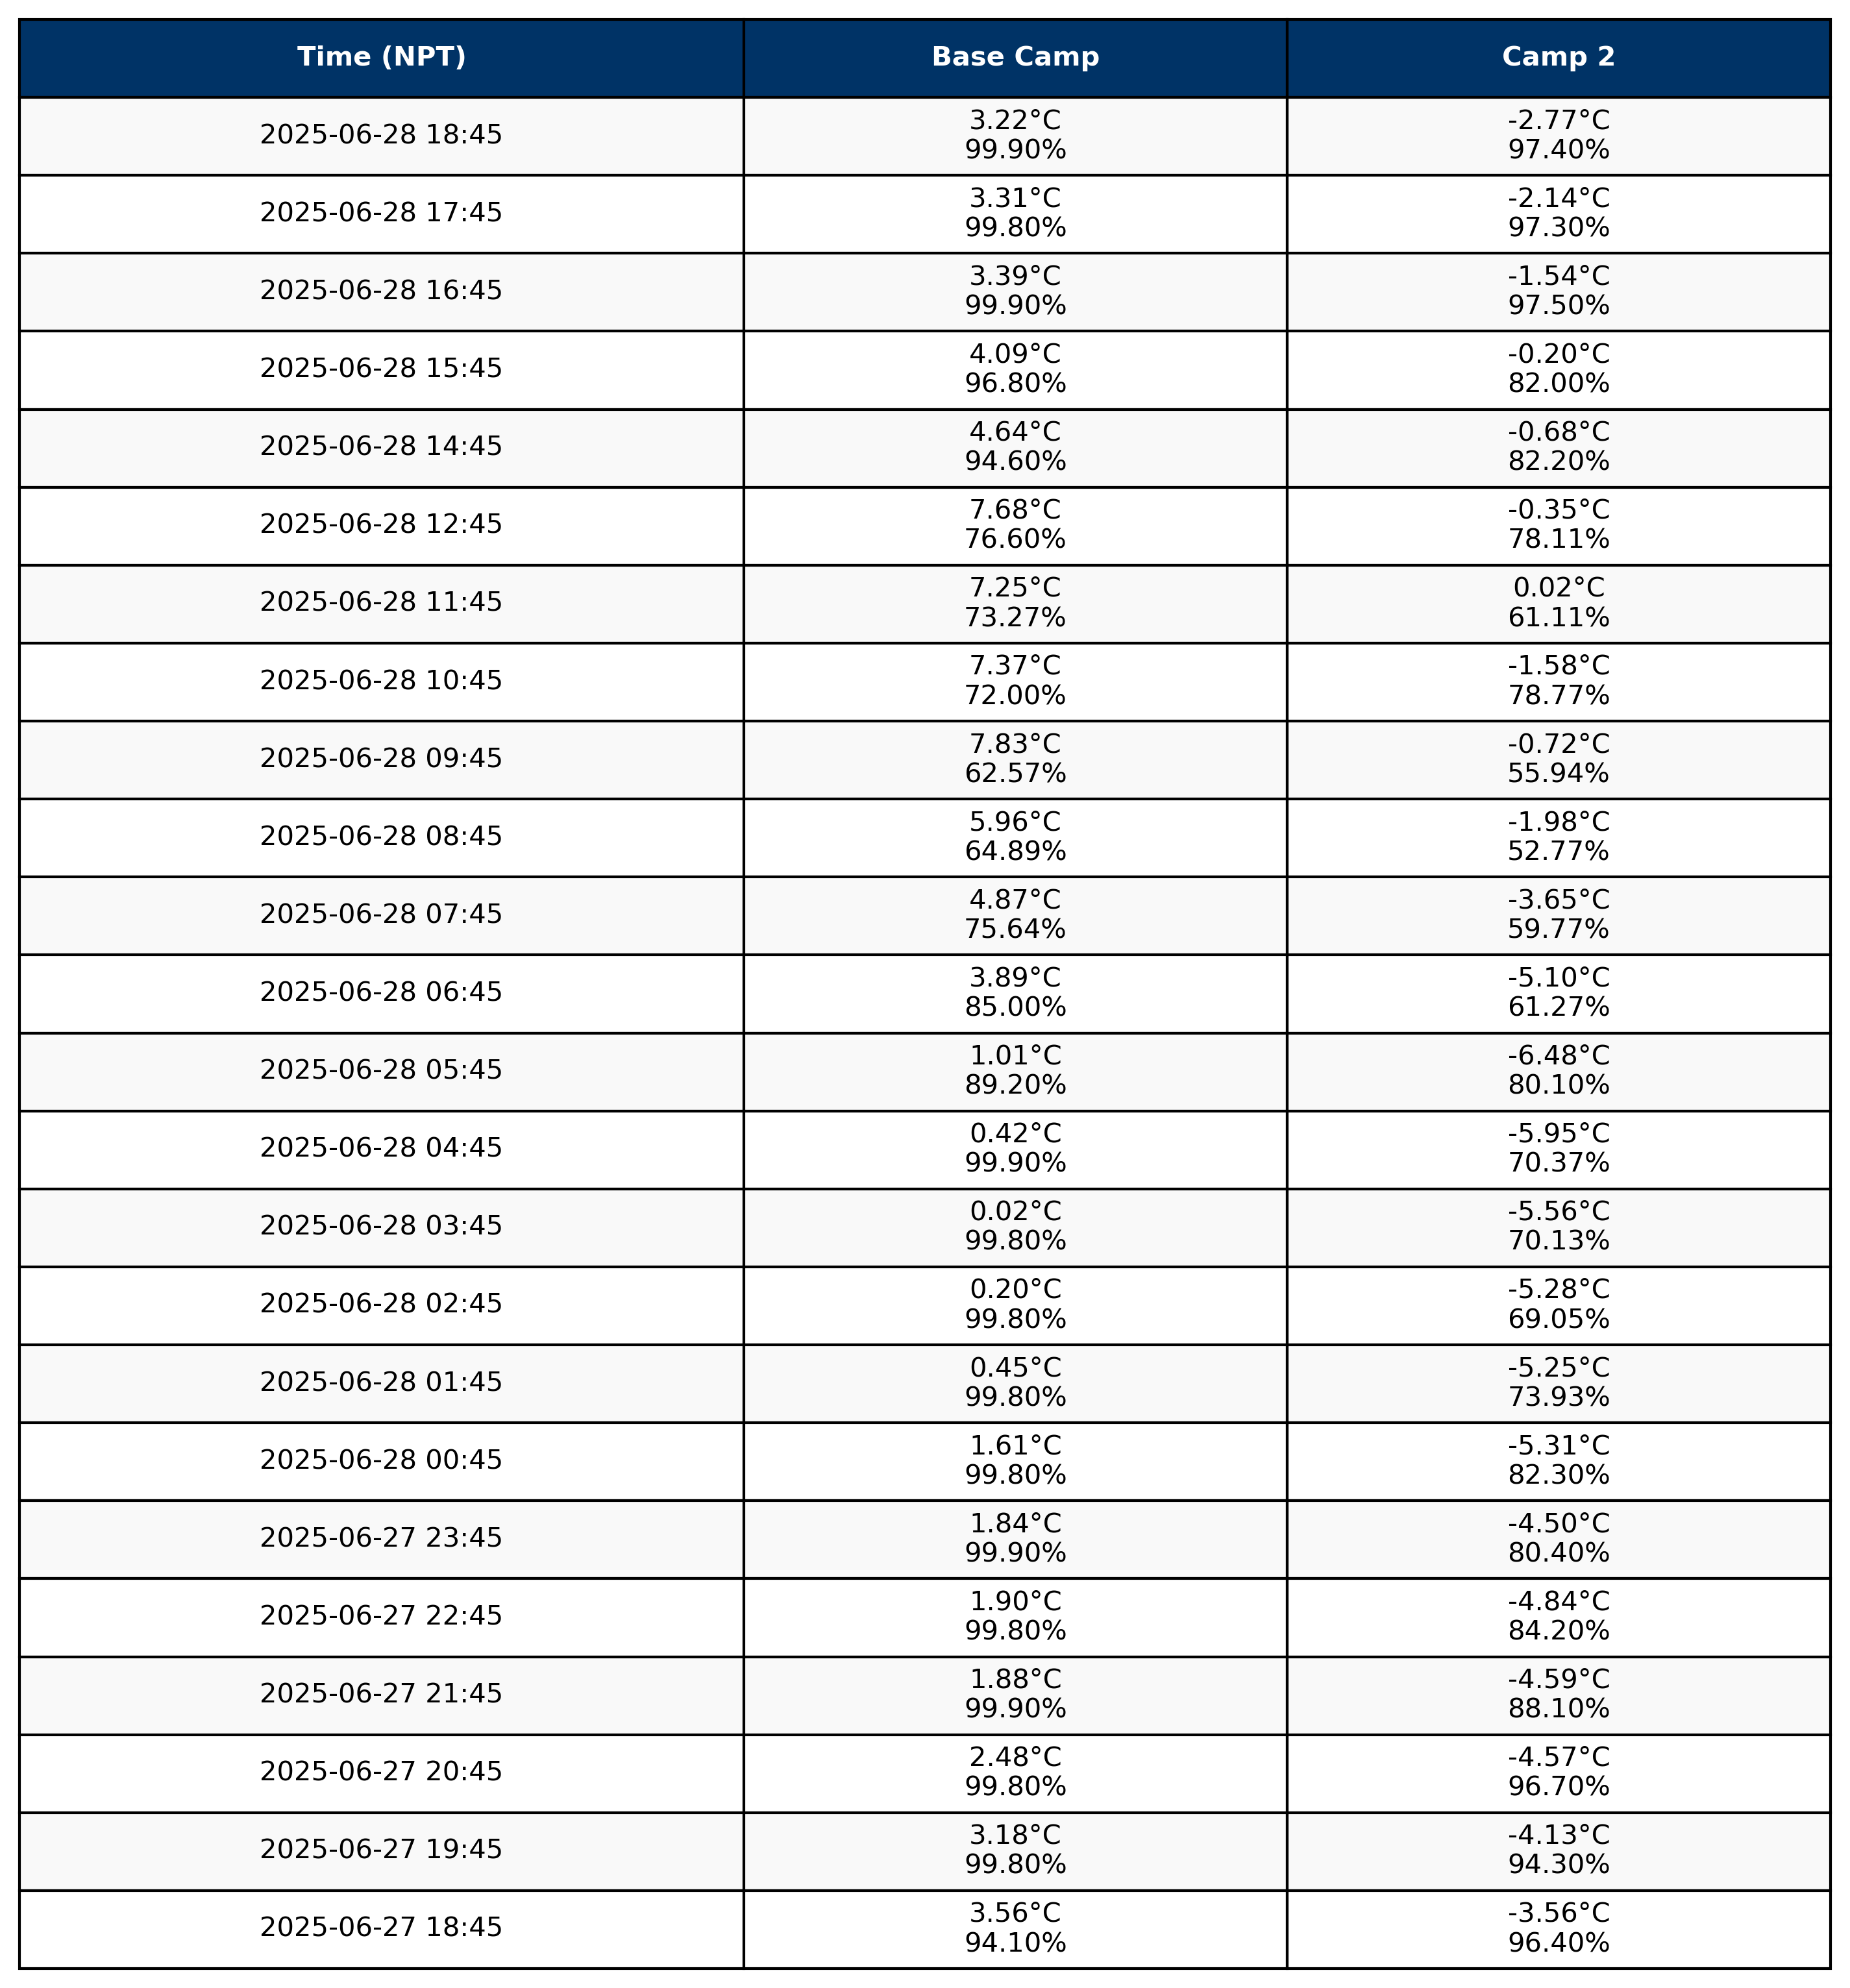 Time (NPT) Base Camp Camp 2
2025-06-28 18:45 3.22°C -2.77°C
99.90% 97.40%
2025-06-28 17:45 3.31°C -2.14°C
99.80% 97.30%
2025-06-28 16:45 3.39°C -1.54°C
99.90% 97.50%
2025-06-28 15:45 4.09°C -0.20°C
96.80% 82.00%
2025-06-28 14:45 4.64°C -0.68°C
94.60% 82.20%
2025-06-28 12:45 7.68°C -0.35°C
76.60% 78.11%
2025-06-28 11:45 7.25°C 0.02°C
73.27% 61.11%
2025-06-28 10:45 7.37°C -1.58°C
72.00% 78.77%
2025-06-28 09:45 7.83°C -0.72°C
62.57% 55.94%
2025-06-28 08:45 5.96°C -1.98°C
64.89% 52.77%
2025-06-28 07:45 4.87°C -3.65°C
75.64% 59.77%
2025-06-28 06:45 3.89°C -5.10°C
85.00% 61.27%
2025-06-28 05:45 1.01°C -6.48°C
89.20% 80.10%
2025-06-28 04:45 0.42°C -5.95°C
99.90% 70.37%
2025-06-28 03:45 0.02°C -5.56°C
99.80% 70.13%
2025-06-28 02:45 0.20°C -5.28°C
99.80% 69.05%
2025-06-28 01:45 0.45°C -5.25°C
99.80% 73.93%
2025-06-28 00:45 1.61°C -5.31°C
99.80% 82.30%
2025-06-27 23:45 1.84°C -4.50°C
99.90% 80.40%
2025-06-27 22:45 1.90°C -4.84°C
99.80% 84.20%
2025-06-27 21:45 1.88°C -4.59°C
99.90% 88.10%
2025-06-27 20:45 2.48°C -4.57°C
99.80% 96.70%
2025-06-27 19:45 3.18°C -4.13°C
99.80% 94.30%
2025-06-27 18:45 3.56°C -3.56°C
94.10% 96.40%